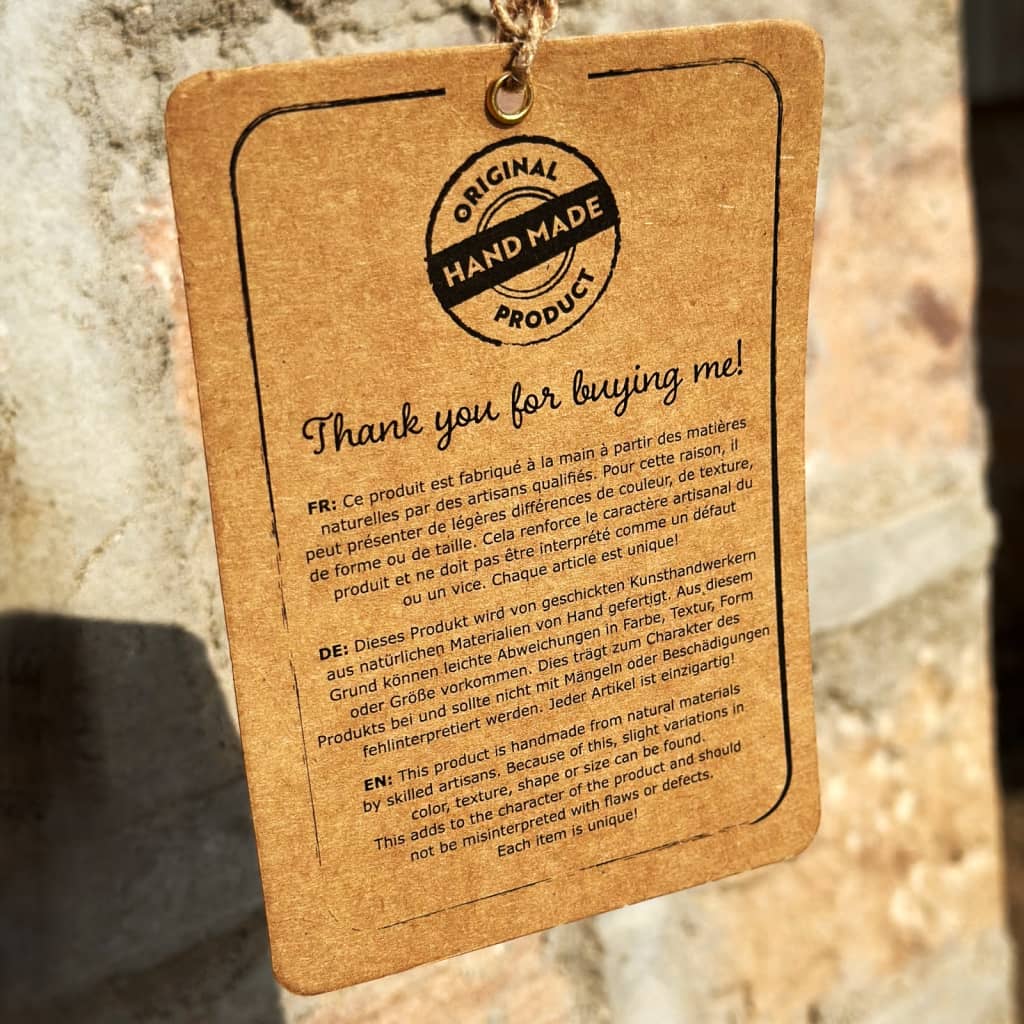 ORIGINAL
HAND MADE
PRODUCT
Thank you for buying me!
FR: Ce produit est fabriqué à la main à partir des matières
naturelles par des artisans qualifiés. Pour cette raison, il
peut présenter de légères différences de couleur, de texture,
de forme ou de taille. Cela renforce le caractère artisanal du
produit et ne doit pas être interprété comme un défaut
ou un vice. Chaque article est unique!
DE: Dieses Produkt wird von geschickten Kunsthandwerkern
aus natürlichen Materialien von Hand gefertigt. Aus diesem
Grund können leichte Abweichungen in Farbe, Textur, Form
oder Größe vorkommen. Dies trägt zum Charakter des
Produkts bei und sollte nicht mit Mängeln oder Beschädigungen
fehlinterpretiert werden. Jeder Artikel ist einzigartig!
EN: This product is handmade from natural materials
by skilled artisans. Because of this, slight variations in
color, texture, shape or size can be found.
This adds to the character of the product and should
not be misinterpreted with flaws or defects.
Each item is unique!